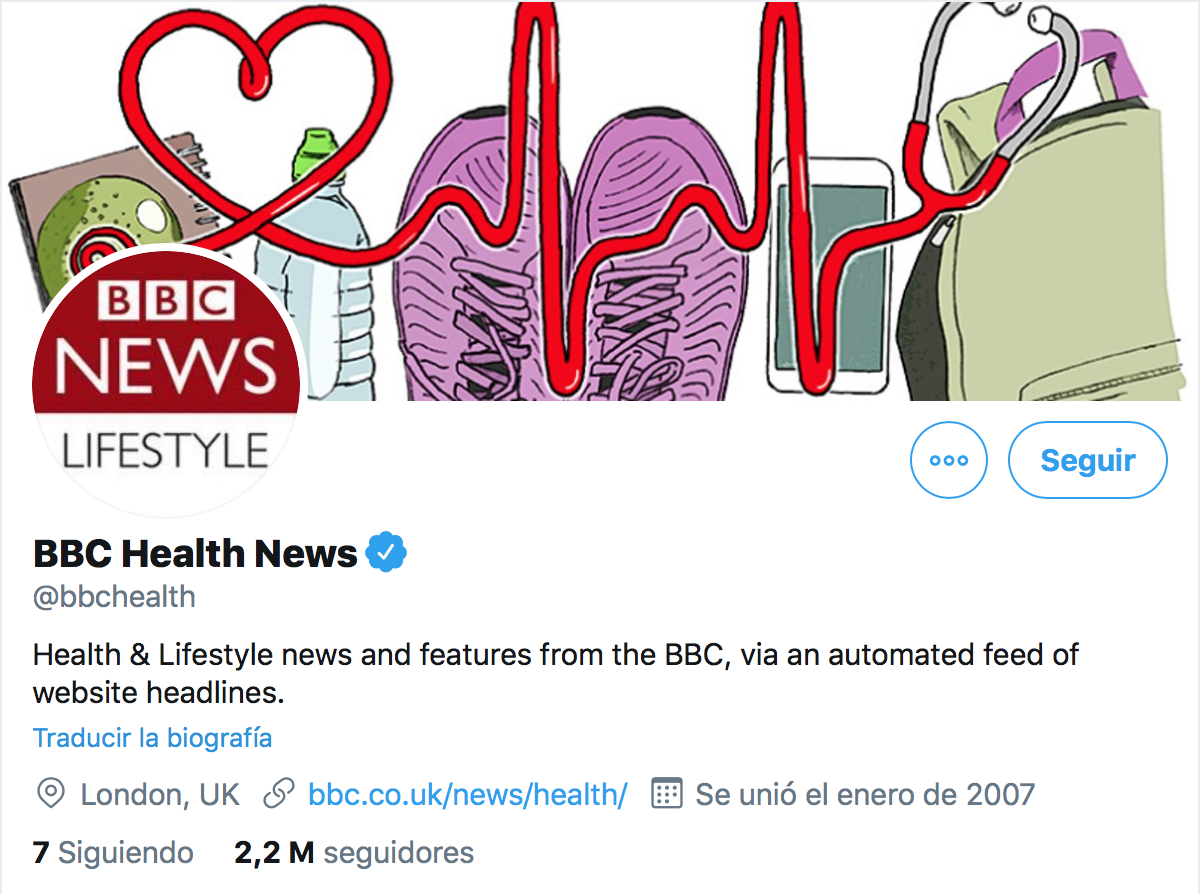 BBC
NEWS
LIFESTYLE
Seguir
BBC Health News
@bbchealth
Health & Lifestyle news and features from the BBC, via an automated feed of
website headlines.
Traducir la biografía
London, UK bbc.co.uk/news/health/ Se unió el enero de 2007
7 Siguiendo 2,2 M seguidores